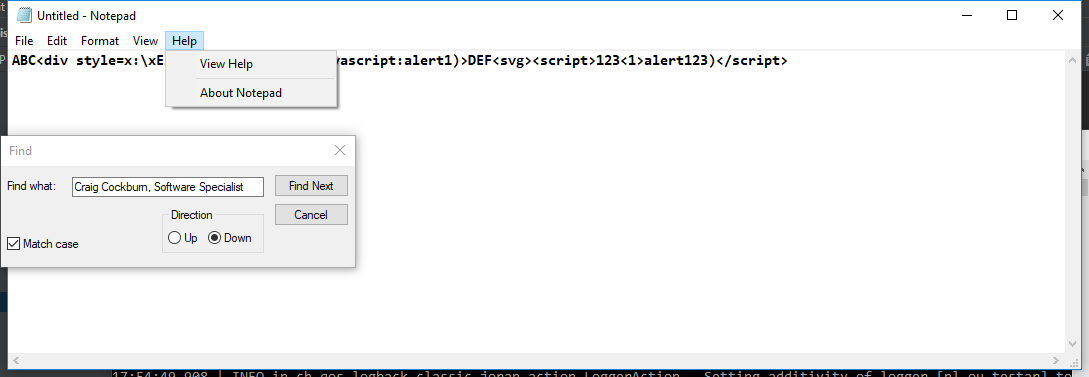 Untitled - Notepad
File Edit Format View Help
ABC<div style=x:\xE vascript:alert1)>DEF<svg><script>123<1>alert123)</script>
View Help
About Notepad
Find
Find what: Craig Cockburn, Software Specialist Find Next
Cancel
Direction
Up Down
Match case
17:54:49.908 | INFO in ch.qos.logback.classic.joran.action.LoggerAction - Setting additivity of logger [nl.ou.testar] to